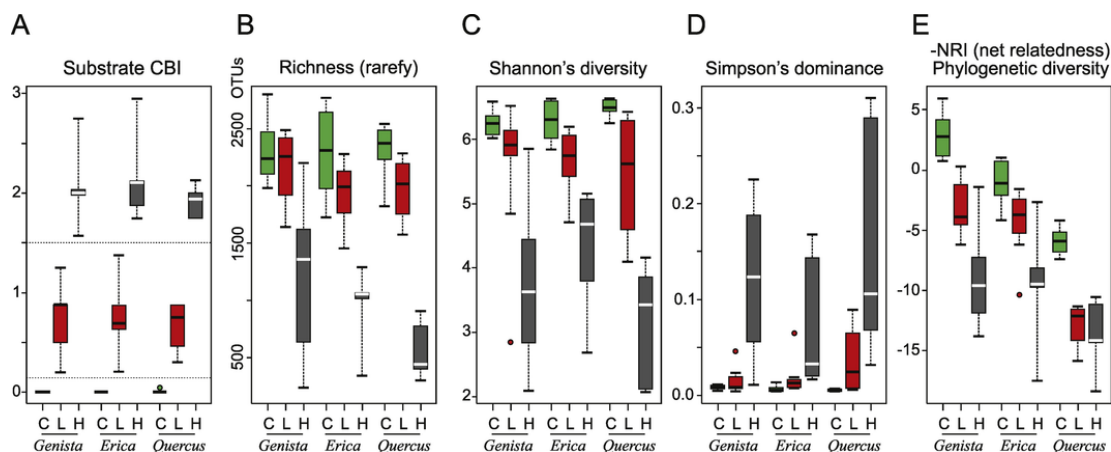 A
Substrate CBI
3
2
1
0
C L H C L H C L H
Genista Erica Quercus
B
Richness (rarefy)
OTUs
2500
1500
500
C L H C L H C L H
Genista Erica Quercus
C
Shannon's diversity
6
5
4
3
2
C L H C L H C L H
Genista Erica Quercus
D
Simpson's dominance
0.3
0.2
0.1
0.0
C L H C L H C L H
Genista Erica Quercus
E
-NRI (net relatedness)
Phylogenetic diversity
5
0
-5
-10
-15
C L H C L H C L H
Genista Erica Quercus